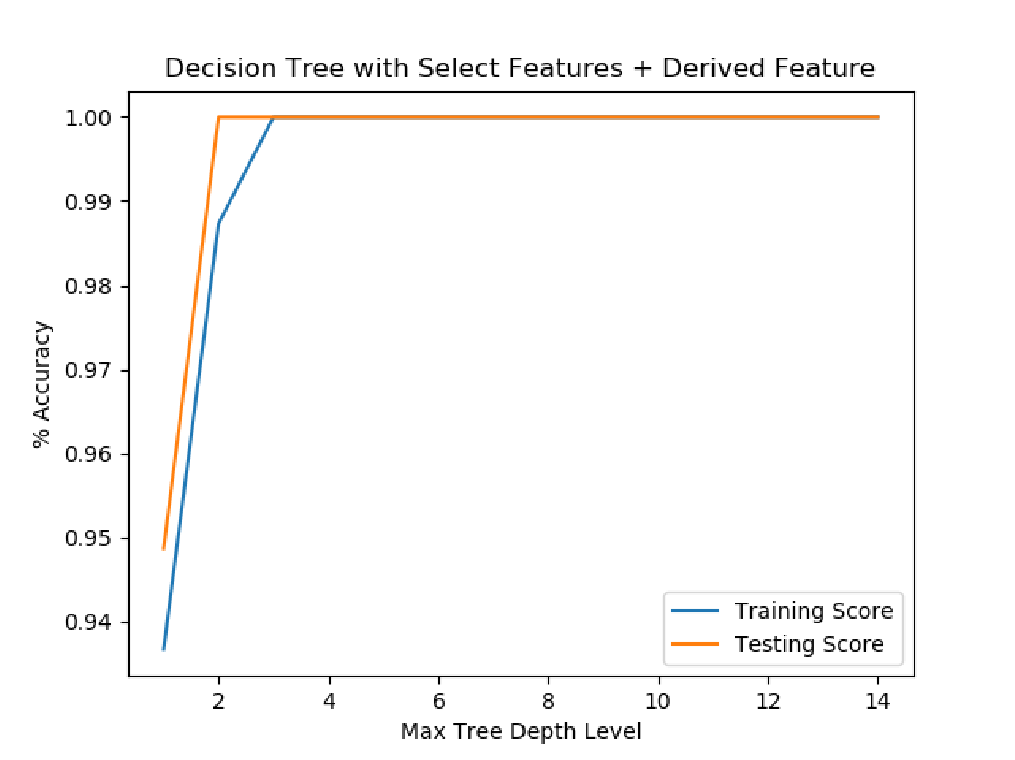 Decision Tree with Select Features + Derived Feature
1.00
0.99
0.98
0.97
0.96
0.95
0.94
% Accuracy
Training Score
Testing Score
2 4 6 8 10 12 14
Max Tree Depth Level